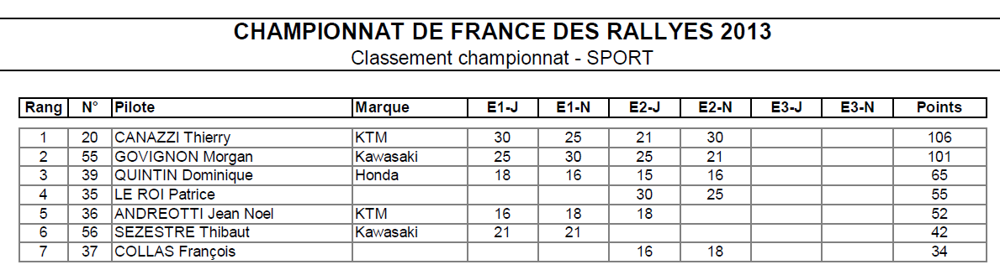 CHAMPIONNAT DE FRANCE DES RALLYES 2013
Classement championnat - SPORT
Rang N° Pilote Marque E1-J E1-N E2-J E2-N E3-J E3-N Points
1 20 CANAZZI Thierry KTM 30 25 21 30 106
2 55 GOVIGNON Morgan Kawasaki 25 30 25 21 101
3 39 QUINTIN Dominique Honda 18 16 15 16 65
4 35 LE ROI Patrice 30 25 55
5 36 ANDREOTTI Jean Noel KTM 16 18 18 52
6 56 SEZESTRE Thibaut Kawasaki 21 21 42
7 37 COLLAS François 16 18 34